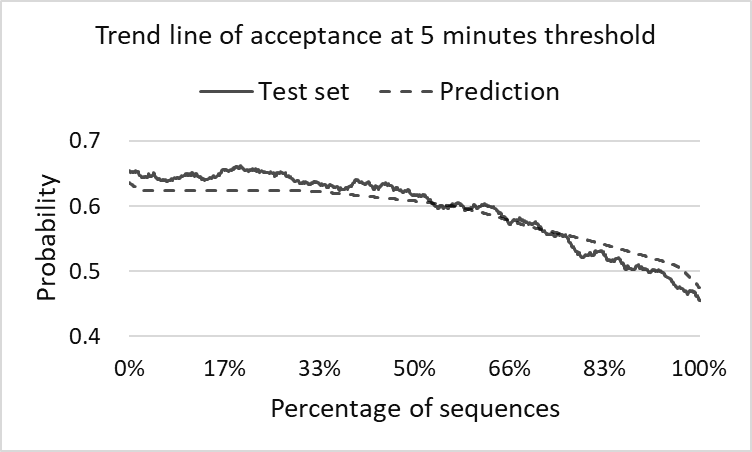 Trend line of acceptance at 5 minutes threshold
Test set
Prediction
0.7
0.6
0.5
0.4
Probability
0% 17% 33% 50% 66% 83% 100%
Percentage of sequences